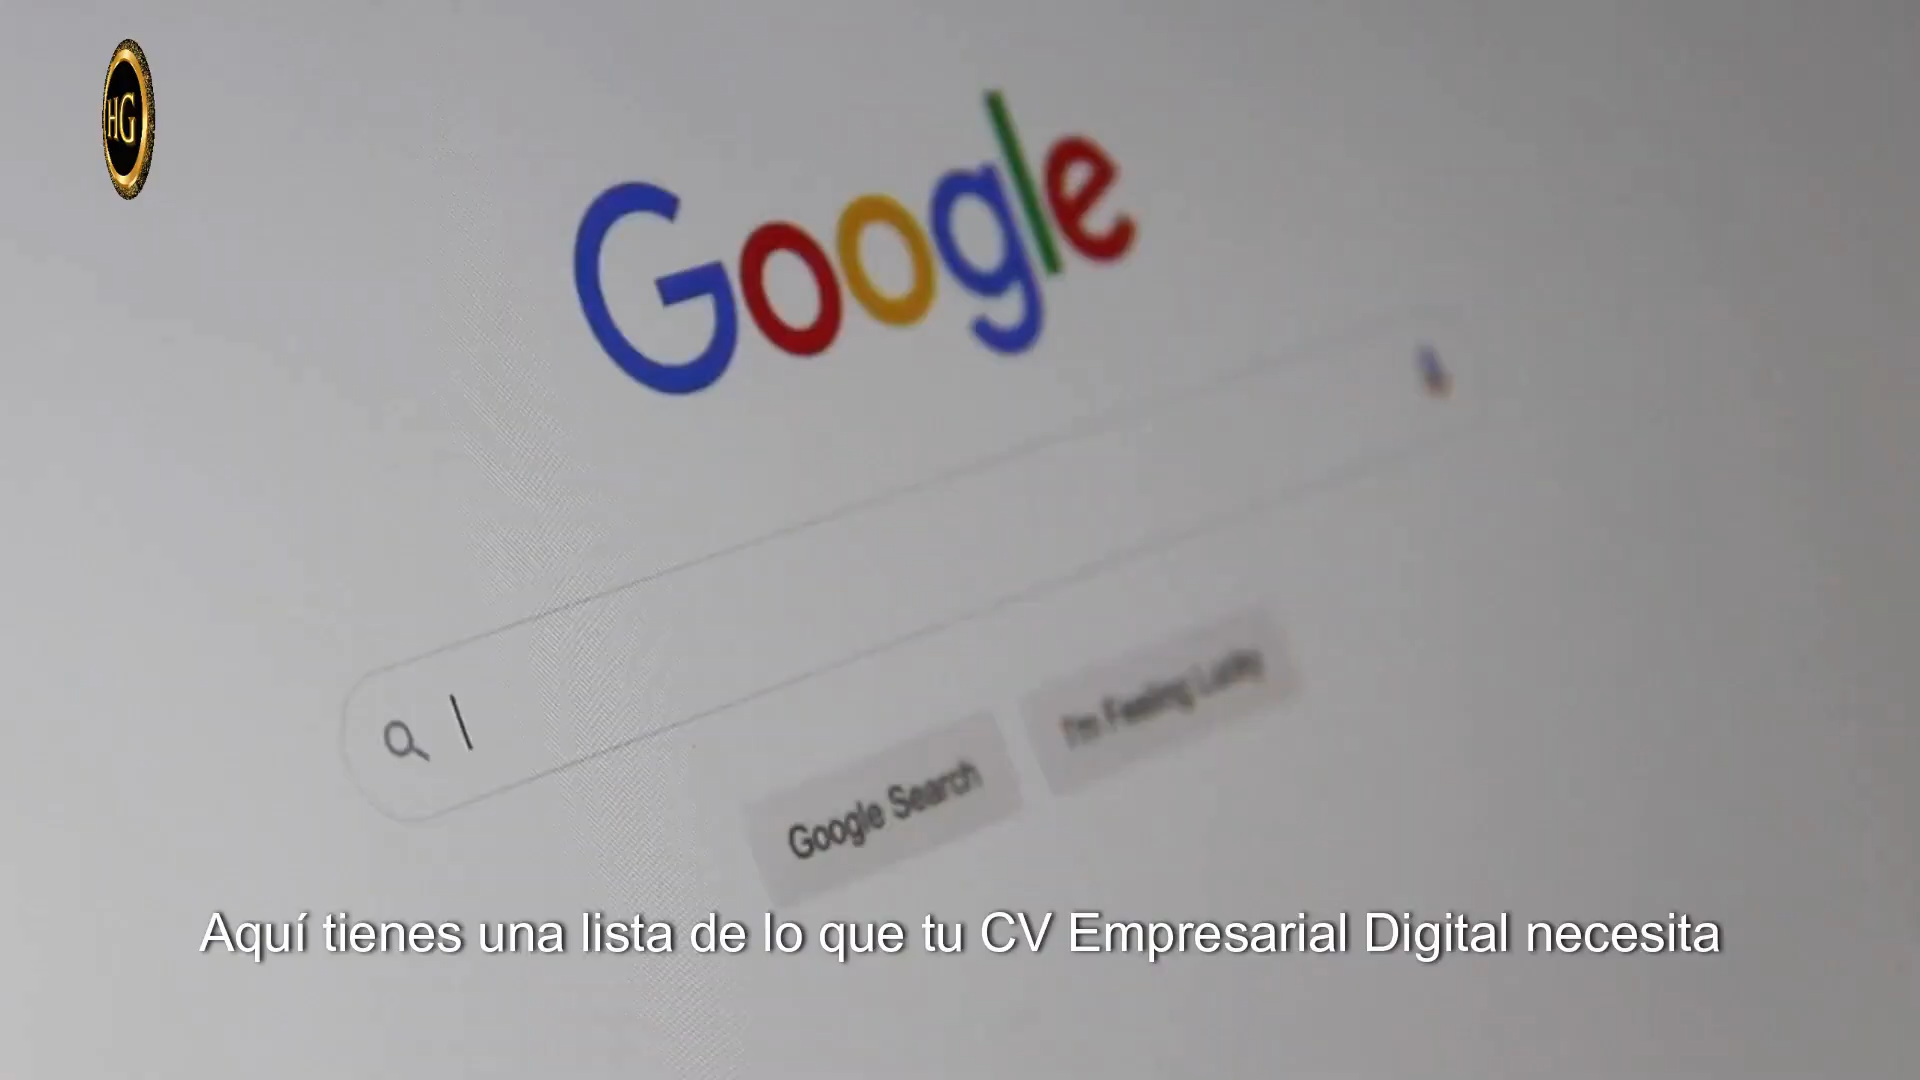 HG
Google
Google Search
I'm Feeling Lucky
Aquí tienes una lista de lo que tu CV Empresarial Digital necesita